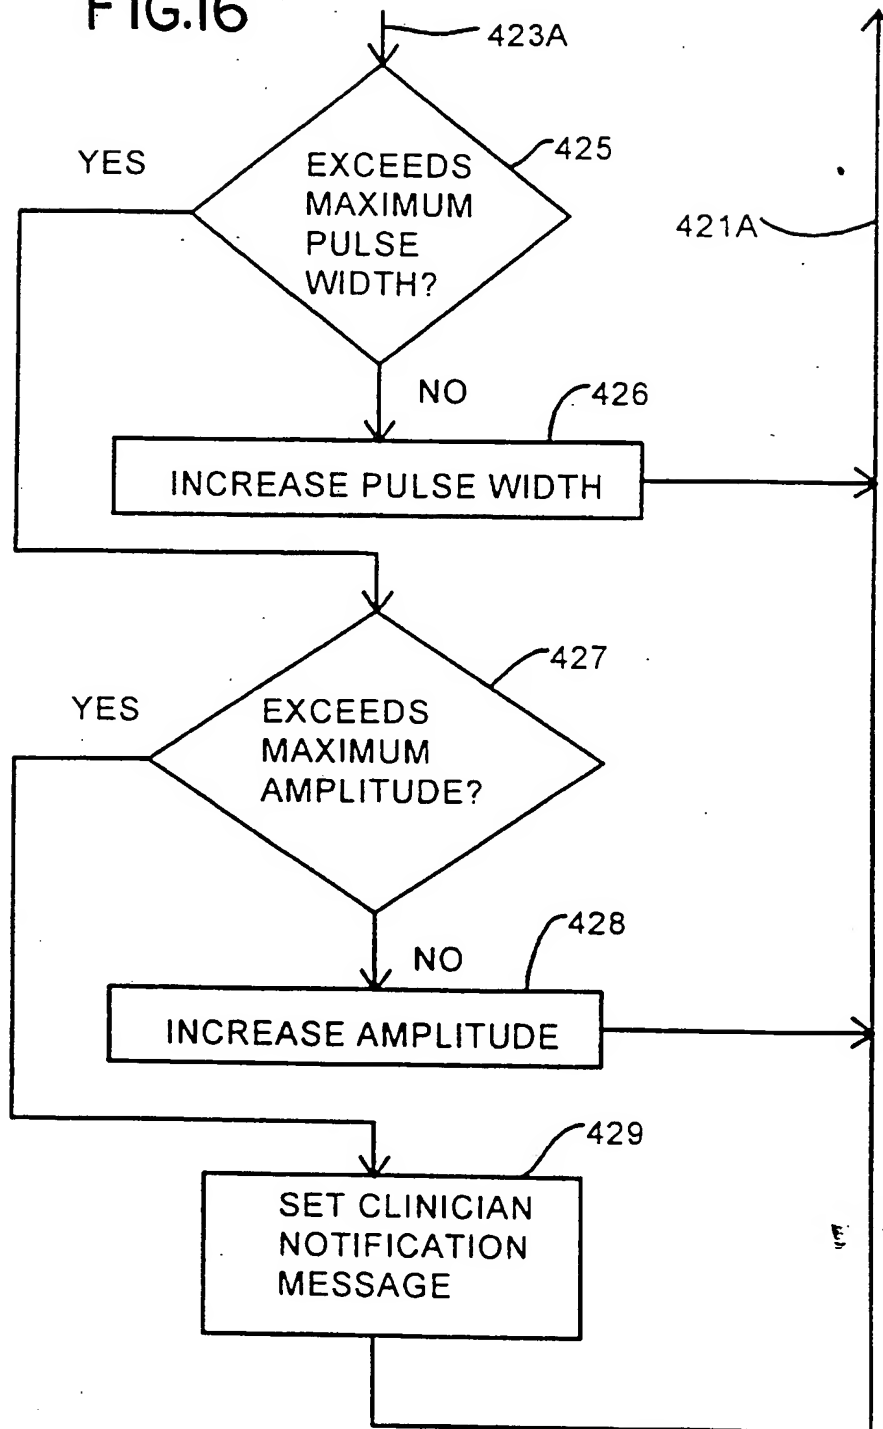 FIG.16
423A
425
YES
EXCEEDS
MAXIMUM
PULSE
WIDTH?
421A
NO
426
INCREASE PULSE WIDTH
427
YES
EXCEEDS
MAXIMUM
AMPLITUDE?
428
NO
INCREASE AMPLITUDE
429
SET CLINICIAN
NOTIFICATION
MESSAGE